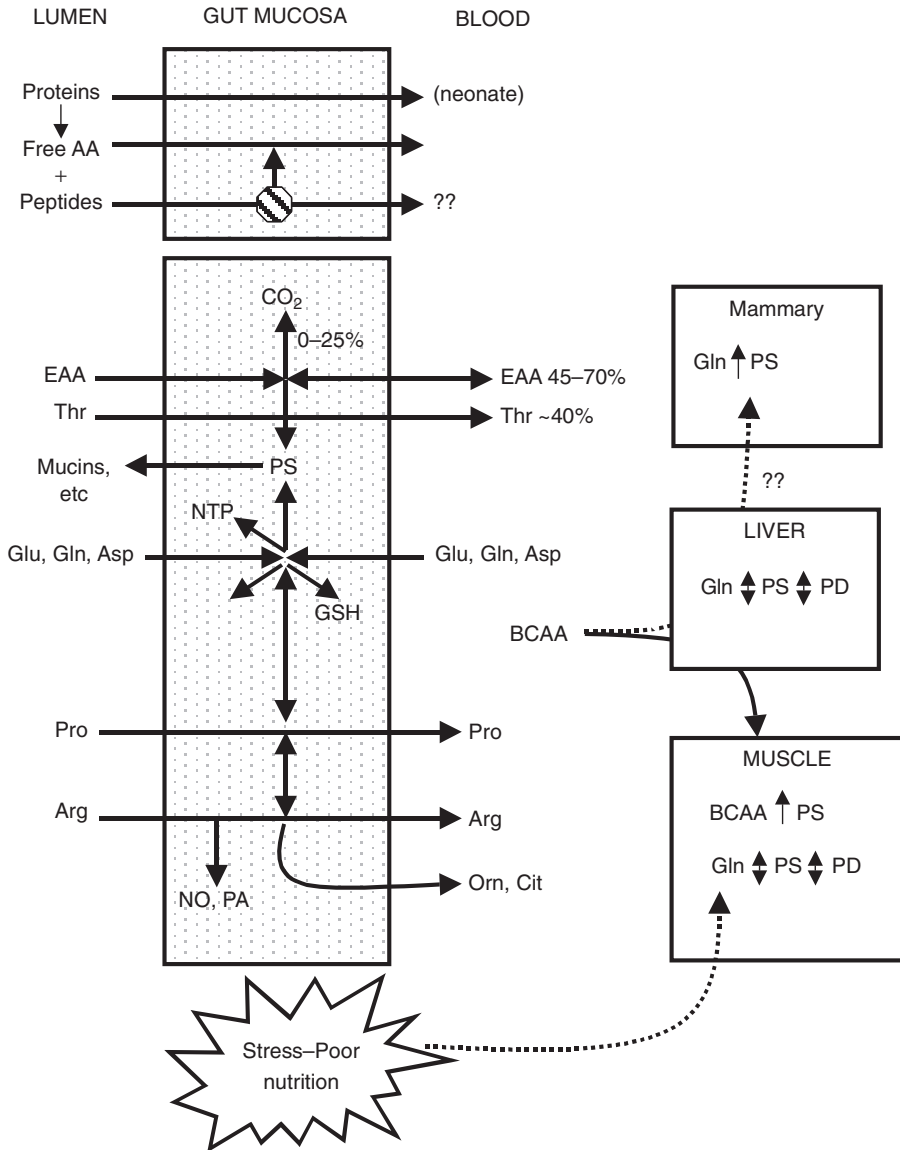 LUMEN GUT MUCOSA BLOOD
Proteins (neonate)
Free AA
+
Peptides ??
CO₂
0–25%
EAA EAA 45–70%
Thr Thr ~40%
Mucins, PS
etc
NTP
Glu, Gln, Asp Glu, Gln, Asp
GSH
Pro Pro
Arg Arg
NO, PA Orn, Cit
Stress–Poor
nutrition
Mammary
Gln PS
??
LIVER
Gln PS PD
BCAA
MUSCLE
BCAA PS
Gln PS PD